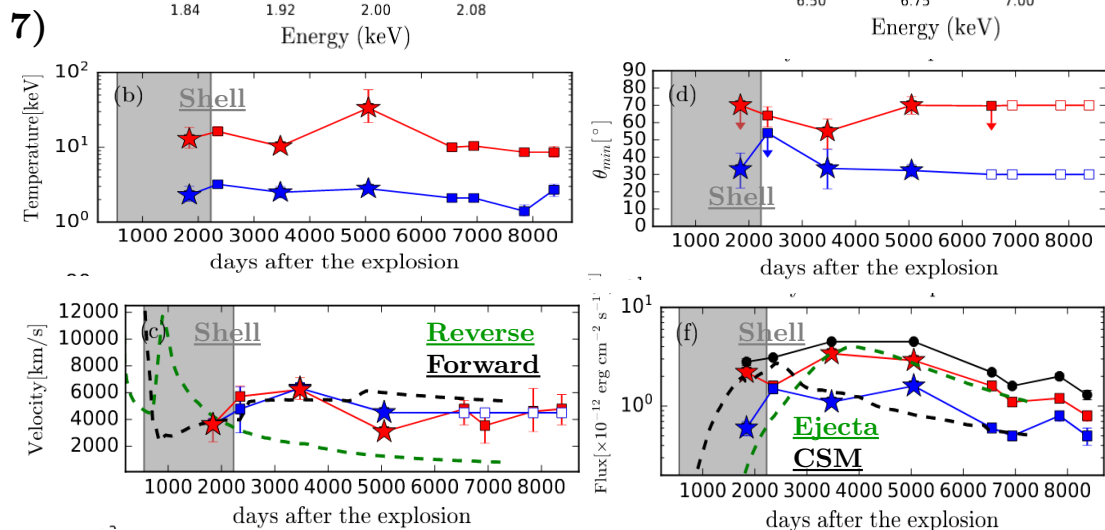 7)
1.84 1.92 2.00 2.08
Energy (keV)
6.50 6.75 7.00
Energy (keV)
(b)
Shell
Temperature[keV]
10² 10¹ 10⁰
1000 2000 3000 4000 5000 6000 7000 8000
days after the explosion
(d)
Shell
θmin[°]
90 80 70 60 50 40 30 20 10 0
1000 2000 3000 4000 5000 6000 7000 8000
days after the explosion
(c)
Shell
Reverse
Forward
Velocity[km/s]
12000 10000 8000 6000 4000 2000
1000 2000 3000 4000 5000 6000 7000 8000
days after the explosion
(f)
Shell
Ejecta
CSM
Flux[×10⁻¹² erg cm⁻² s⁻¹]
10¹ 10⁰
1000 2000 3000 4000 5000 6000 7000 8000
days after the explosion